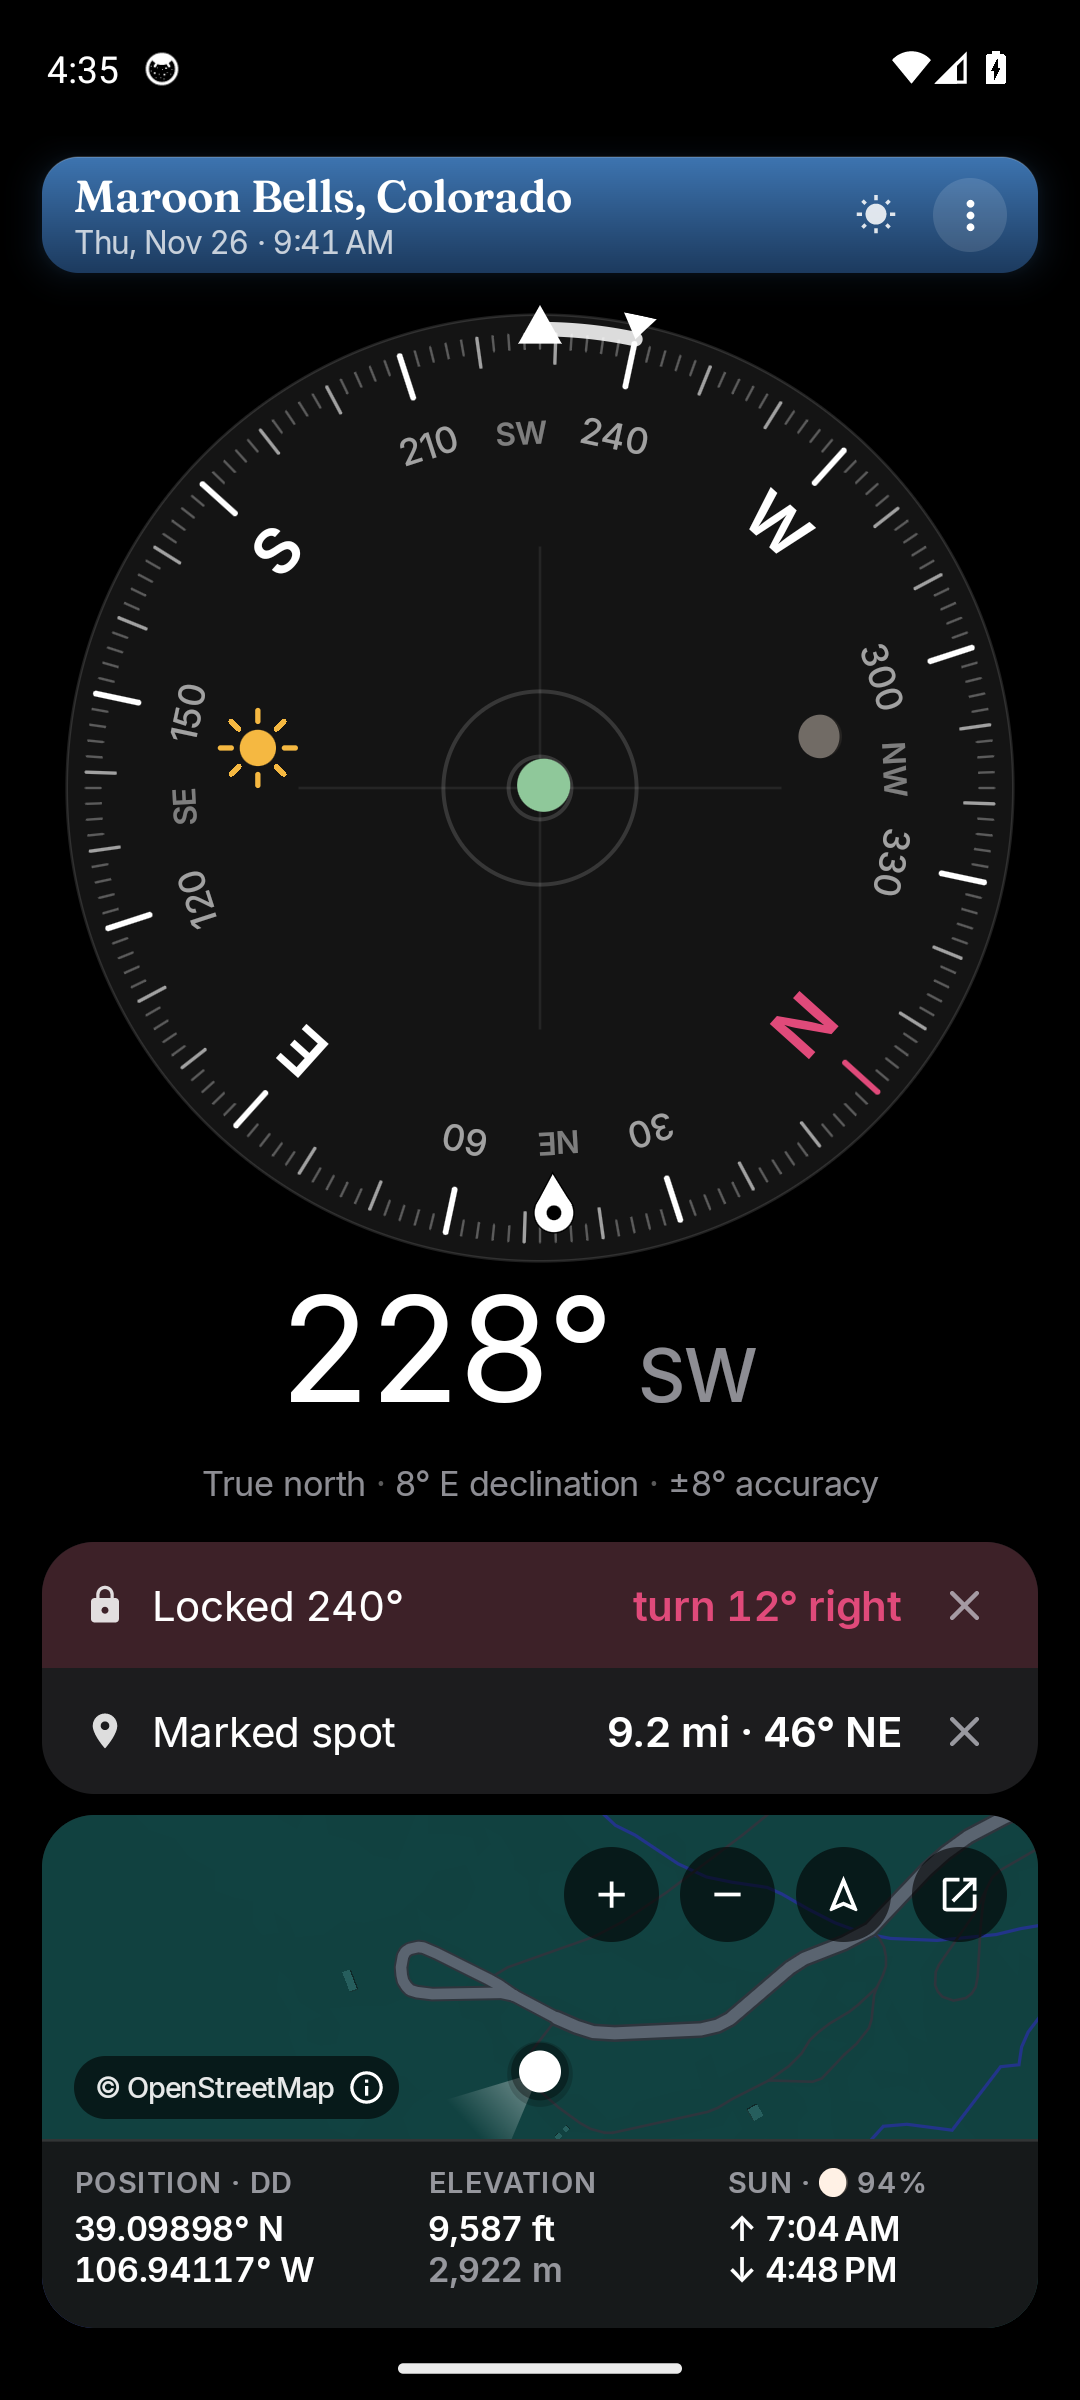 4:35
Maroon Bells, Colorado
Thu, Nov 26 · 9:41 AM
210
SW
240
S
W
150
300
SE
NW
120
330
E
N
60
NE
30
228° SW
True north · 8° E declination · ±8° accuracy
Locked 240°
turn 12° right
Marked spot
9.2 mi · 46° NE
© OpenStreetMap
POSITION · DD
39.09898° N
106.94117° W
ELEVATION
9,587 ft
2,922 m
SUN · 94%
↑ 7:04 AM
↓ 4:48 PM